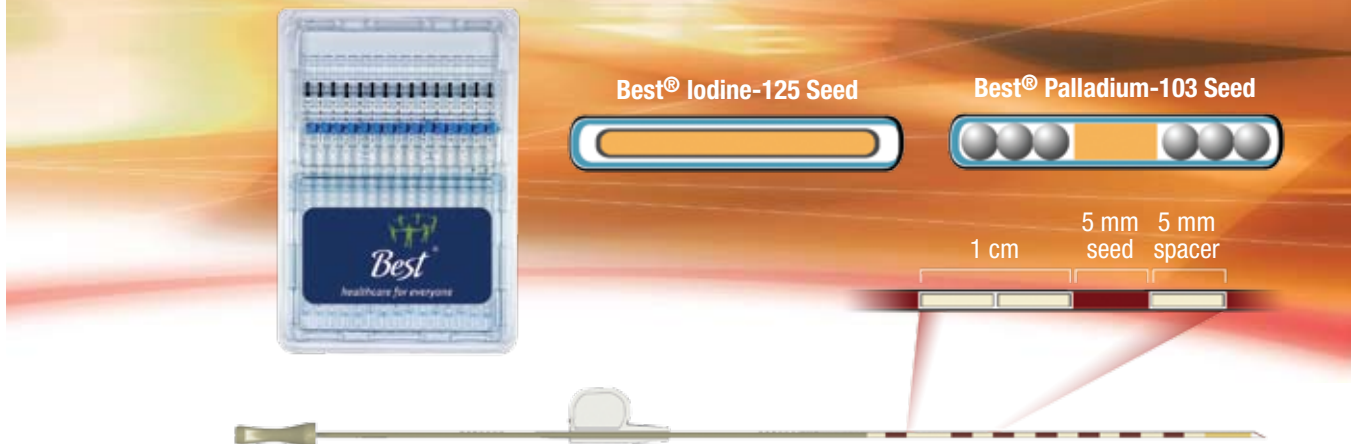 Best® Iodine-125 Seed
Best® Palladium-103 Seed
5 mm 5 mm
1 cm seed spacer
Best®
healthcare for everyone